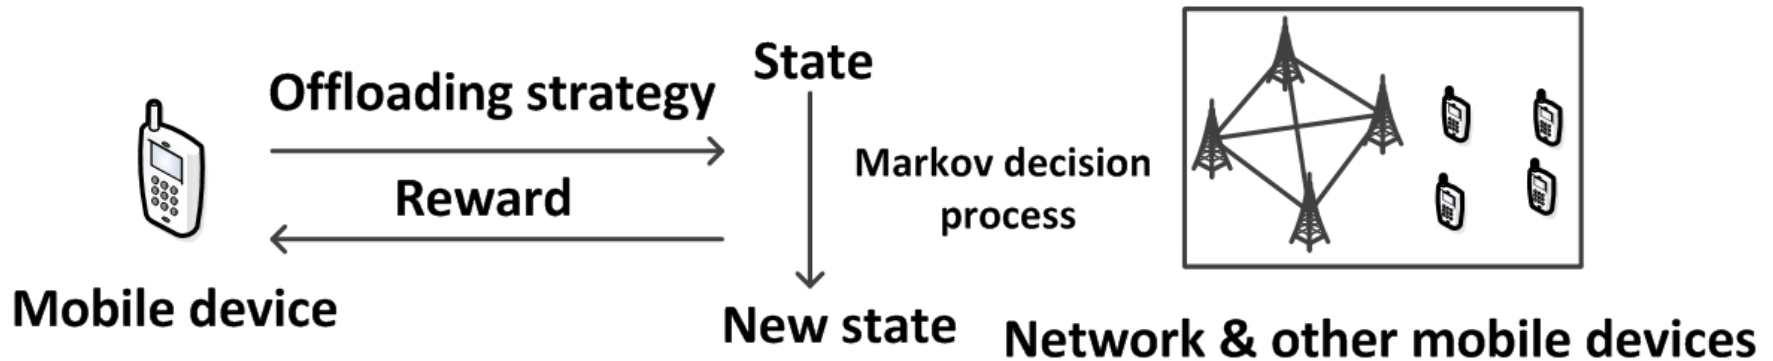 Offloading strategy
Reward
Mobile device
State
Markov decision
process
New state
Network & other mobile devices